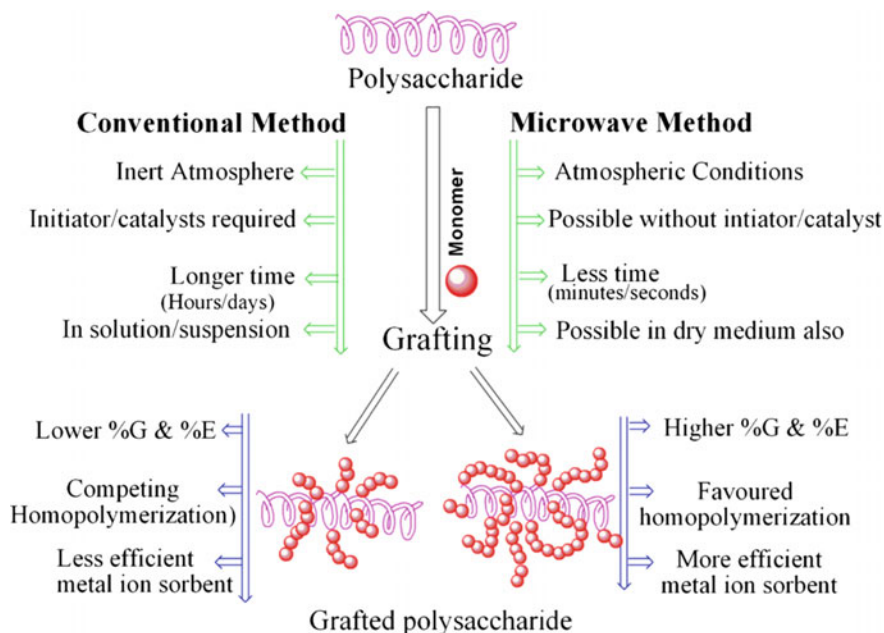 Polysaccharide
Conventional Method
Inert Atmosphere
Initiator/catalysts required
Longer time
(Hours/days)
In solution/suspension
Monomer
Microwave Method
Atmospheric Conditions
Possible without intiator/catalyst
Less time
(minutes/seconds)
Possible in dry medium also
Grafting
Lower %G & %E
Competing
Homopolymerization)
Less efficient
metal ion sorbent
Higher %G & %E
Favoured
homopolymerization
More efficient
metal ion sorbent
Grafted polysaccharide